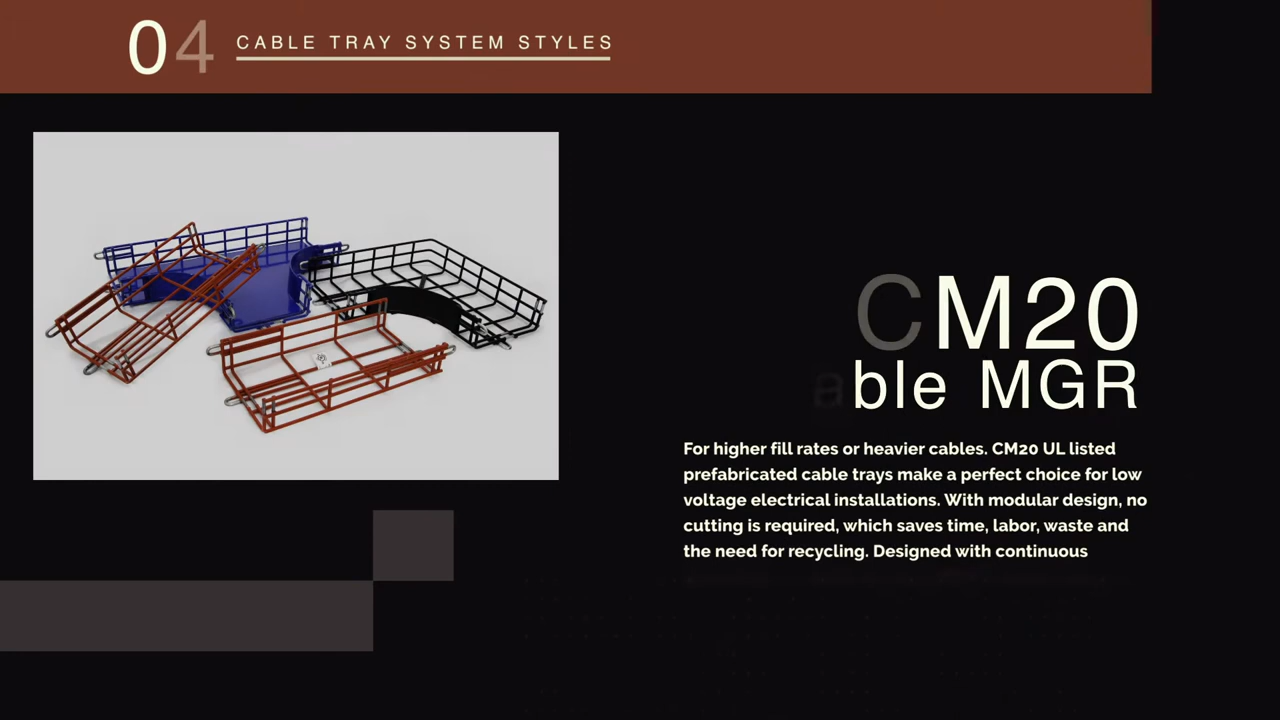 04 CABLE TRAY SYSTEM STYLES
CM20
able MGR
For higher fill rates or heavier cables. CM20 UL listed
prefabricated cable trays make a perfect choice for low
voltage electrical installations. With modular design, no
cutting is required, which saves time, labor, waste and
the need for recycling. Designed with continuous